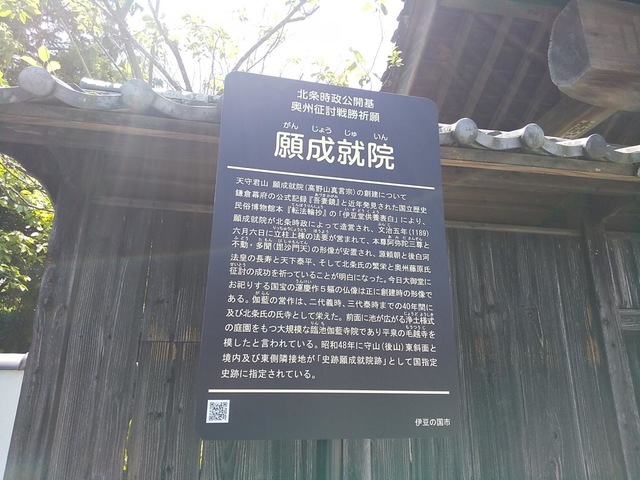 北条時政公開基
奥州征討戦勝祈願
がん じょう じゅ いん
願成就院
天守君山 願成就院(高野山真言宗)の創建について
鎌倉幕府の公式記録『吾妻鏡』と近年発見された国立歴史
民俗博物館本『転法輪抄』の「伊豆堂供養表白」により、
願成就院が北条時政によって造営され、文治五年(1189)
六月六日に立柱上棟の法要が営まれて、本尊阿弥陀三尊と
不動・多聞(毘沙門天)の形像が安置され、源頼朝と後白河
法皇の長寿と天下泰平、そして北条氏の繁栄と奥州藤原氏
征討の成功を祈っていることが明白になった。今日大御堂に
お祀りする国宝の運慶作5躯の仏像は正に創建時の形像で
ある。伽藍の営作は、二代義時、三代泰時までの40年間に
及び北条氏の氏寺として栄えた。前面に池が広がる浄土様式
の庭園をもつ大規模な臨池伽藍寺院であり平泉の毛越寺を
模したと言われている。昭和48年に守山(後山)東斜面と
境内及び東側隣接地が「史跡願成就院跡」として国指定
史跡に指定されている。
伊豆の国市